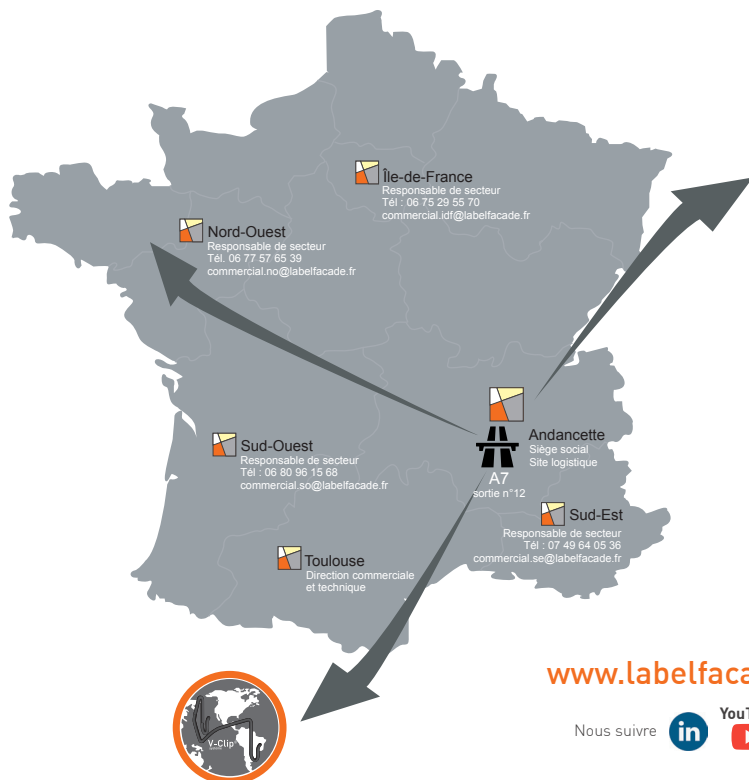 Île-de-France
Responsable de secteur
Tél : 06 75 29 55 70
commercial.idf@labelfacade.fr
Nord-Ouest
Responsable de secteur
Tél. 06 77 57 65 39
commercial.no@labelfacade.fr
Andancette
Siège social
Site logistique
A7
sortie n°12
Sud-Ouest
Responsable de secteur
Tél : 06 80 96 15 68
commercial.so@labelfacade.fr
Sud-Est
Responsable de secteur
Tél : 07 49 64 05 36
commercial.se@labelfacade.fr
Toulouse
Direction commerciale
et technique
V-Clip
www.labelfaca
Nous suivre
in
YouT